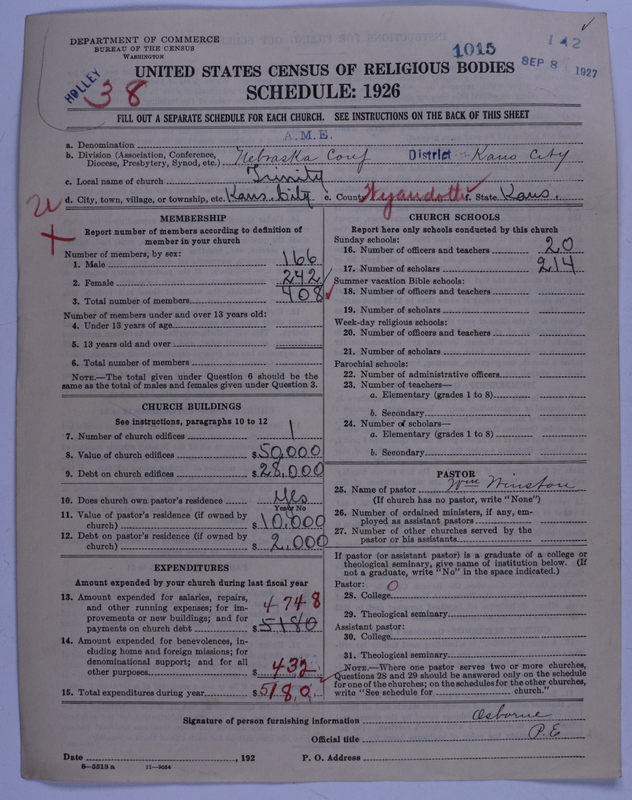 DEPARTMENT OF COMMERCE
BUREAU OF THE CENSUS
WASHINGTON
1015
142
SEP 8 1927
HOLLEY
38
UNITED STATES CENSUS OF RELIGIOUS BODIES
SCHEDULE: 1926
FILL OUT A SEPARATE SCHEDULE FOR EACH CHURCH. SEE INSTRUCTIONS ON THE BACK OF THIS SHEET
a. Denomination A.M.E.
b. Division (Association, Conference, Diocese, Presbytery, Synod, etc.) Nebraska Conf District - Kans City
c. Local name of church Trinity
d. City, town, village, or township, etc. Kans. City e. County Wyandotte f. State Kans.
MEMBERSHIP
Report number of members according to definition of
member in your church
Number of members, by sex:
1. Male 166
2. Female 242
3. Total number of members 408
Number of members under and over 13 years old:
4. Under 13 years of age
5. 13 years old and over
6. Total number of members
NOTE.—The total given under Question 6 should be the
same as the total of males and females given under Question 3.
CHURCH BUILDINGS
See instructions, paragraphs 10 to 12
7. Number of church edifices 1
8. Value of church edifices $50,000
9. Debt on church edifices $28,000
10. Does church own pastor's residence Yes
Yes or No
11. Value of pastor's residence (if owned by
church) $10,000
12. Debt on pastor's residence (if owned by
church) $2,000
EXPENDITURES
Amount expended by your church during last fiscal year
13. Amount expended for salaries, repairs,
and other running expenses; for im-
provements or new buildings; and for
payments on church debt $5180 4748
14. Amount expended for benevolences, in-
cluding home and foreign missions; for
denominational support; and for all
other purposes $432
15. Total expenditures during year $5180
CHURCH SCHOOLS
Report here only schools conducted by this church
Sunday schools:
16. Number of officers and teachers 20
17. Number of scholars 214
Summer vacation Bible schools:
18. Number of officers and teachers
19. Number of scholars
Week-day religious schools:
20. Number of officers and teachers
21. Number of scholars
Parochial schools:
22. Number of administrative officers
23. Number of teachers—
a. Elementary (grades 1 to 8)
b. Secondary
24. Number of scholars—
a. Elementary (grades 1 to 8)
b. Secondary
PASTOR
25. Name of pastor Wm Winston
(If church has no pastor, write "None")
26. Number of ordained ministers, if any, em-
ployed as assistant pastors
27. Number of other churches served by the
pastor or his assistants
If pastor (or assistant pastor) is a graduate of a college or
theological seminary, give name of institution below. (If
not a graduate, write "No" in the space indicated.)
Pastor: O
28. College
29. Theological seminary
Assistant pastor:
30. College
31. Theological seminary
NOTE.—Where one pastor serves two or more churches,
Questions 28 and 29 should be answered only on the schedule
for one of the churches; on the schedules for the other churches,
write "See schedule for church."
Signature of person furnishing information Osborne
Official title P.E
Date , 192 P. O. Address
8-5319 a 11-9054